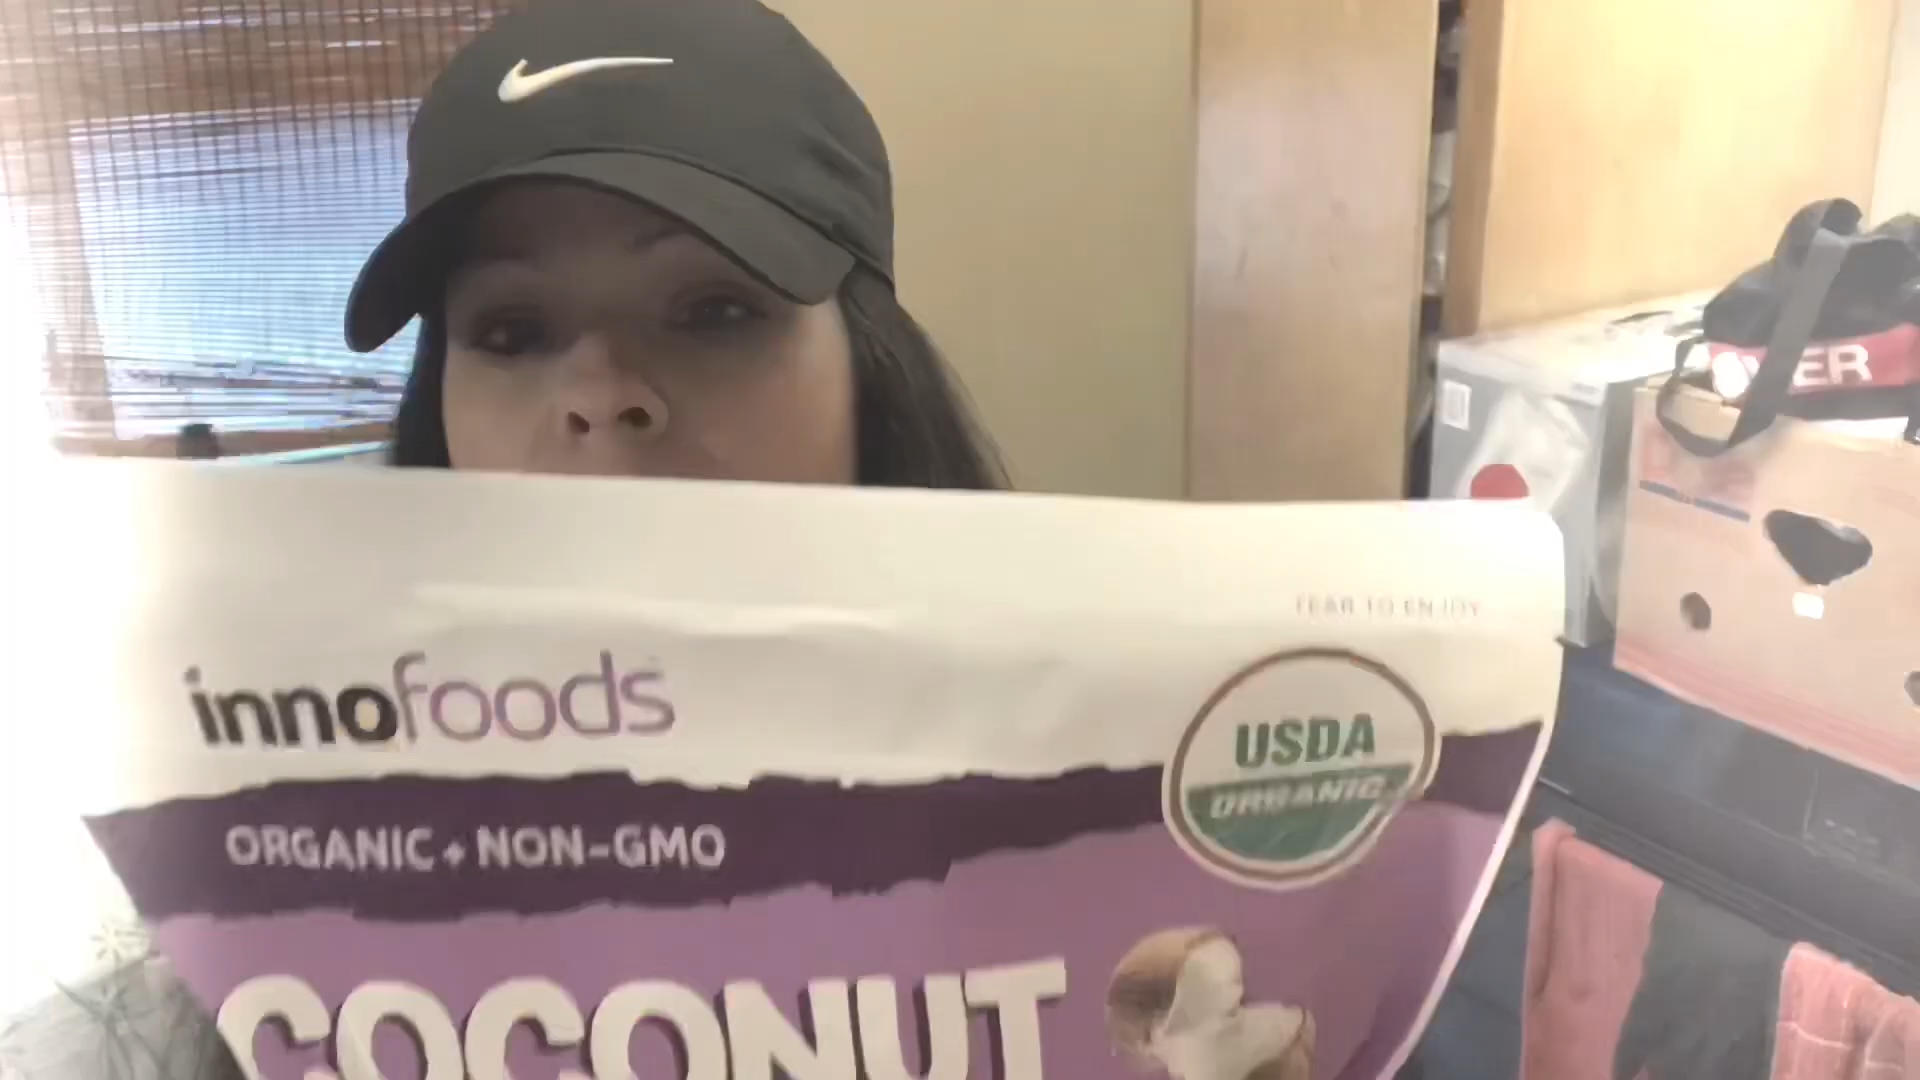 TEAR TO ENJOY
innofoods
USDA
ORGANIC
ORGANIC + NON-GMO
COCONUT